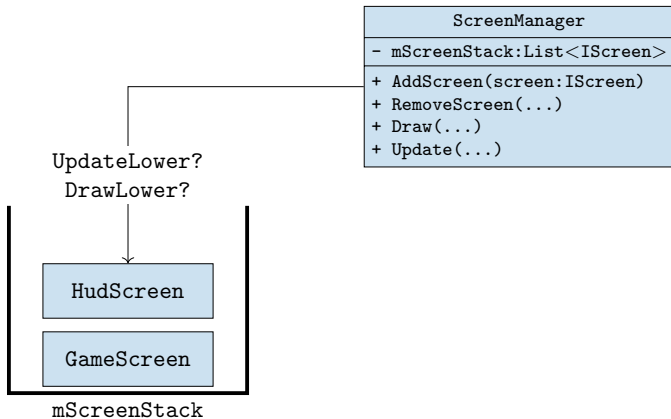 ScreenManager
- mScreenStack:List<IScreen>
+ AddScreen(screen:IScreen)
+ RemoveScreen(...)
+ Draw(...)
+ Update(...)
UpdateLower?
DrawLower?
HudScreen
GameScreen
mScreenStack